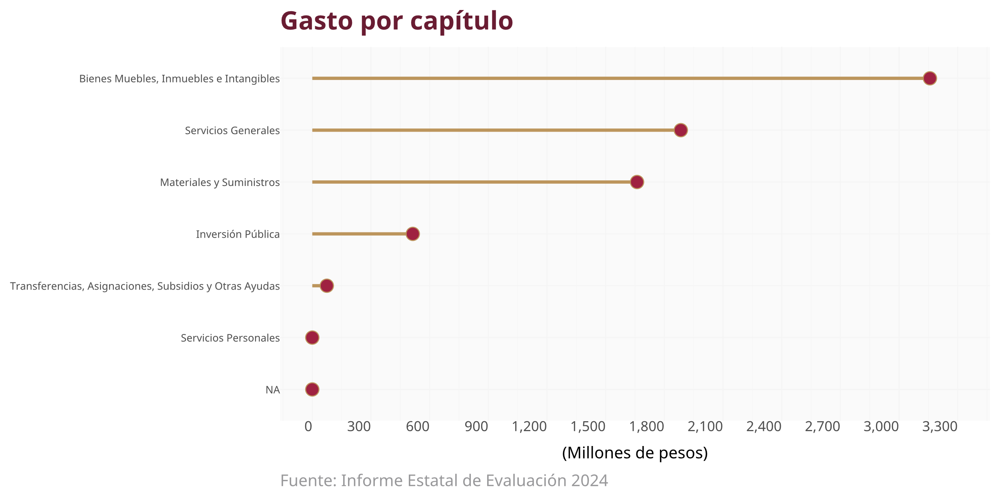 Gasto por capítulo
Bienes Muebles, Inmuebles e Intangibles
Servicios Generales
Materiales y Suministros
Inversión Pública
Transferencias, Asignaciones, Subsidios y Otras Ayudas
Servicios Personales
NA
0 300 600 900 1,200 1,500 1,800 2,100 2,400 2,700 3,000 3,300
(Millones de pesos)
Fuente: Informe Estatal de Evaluación 2024